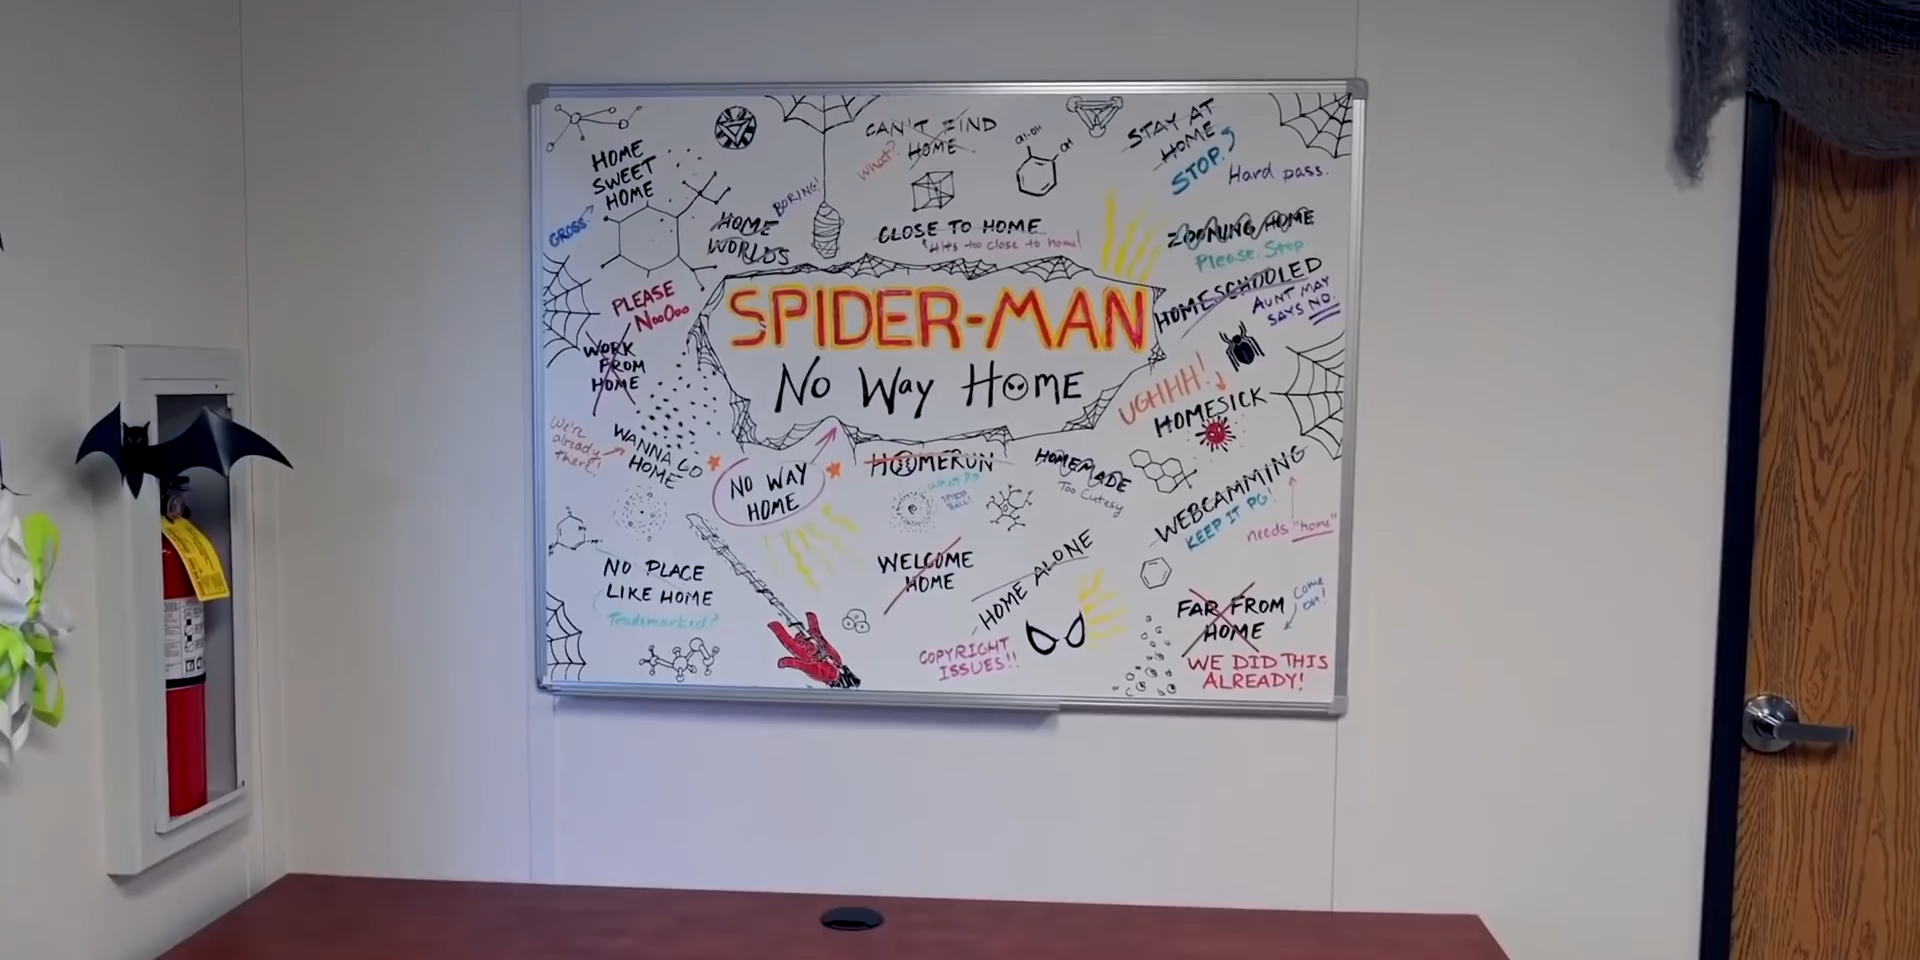 HOME
SWEET
HOME
GROSS
HOME
WORLDS
BORING!
CAN'T FIND
HOME
What?
CLOSE TO HOME
Hits too close to home!
STAY AT
HOME
STOP.
Hard pass.
ZOOMING HOME
Please. Stop
HOMESCHOOLED
AUNT MAY
SAYS NO.
SPIDER-MAN
No Way Home
PLEASE
NooOoo
WORK
FROM
HOME
We're
already
there!
WANNA GO
HOME
NO WAY
HOME
HOOMERUN
WHAT??
HOMEMADE
Too Cutesy
UGHHH!
HOMESICK
WEBCAMMING
KEEP IT PG!
needs "home"
NO PLACE
LIKE HOME
Trademarked?
WELCOME
HOME
HOME ALONE
COPYRIGHT
ISSUES!!
FAR FROM
HOME
Come
on!
WE DID THIS
ALREADY!